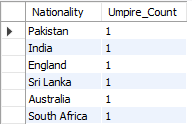 Nationality Umpire_Count
Pakistan 1
India 1
England 1
Sri Lanka 1
Australia 1
South Africa 1